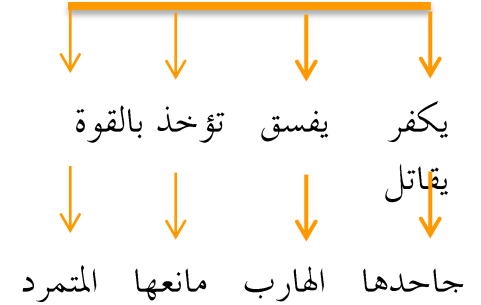 يكفر يفسق تؤخذ بالقوة
يقاتل
جاحدها الهارب مانعها المتمرد